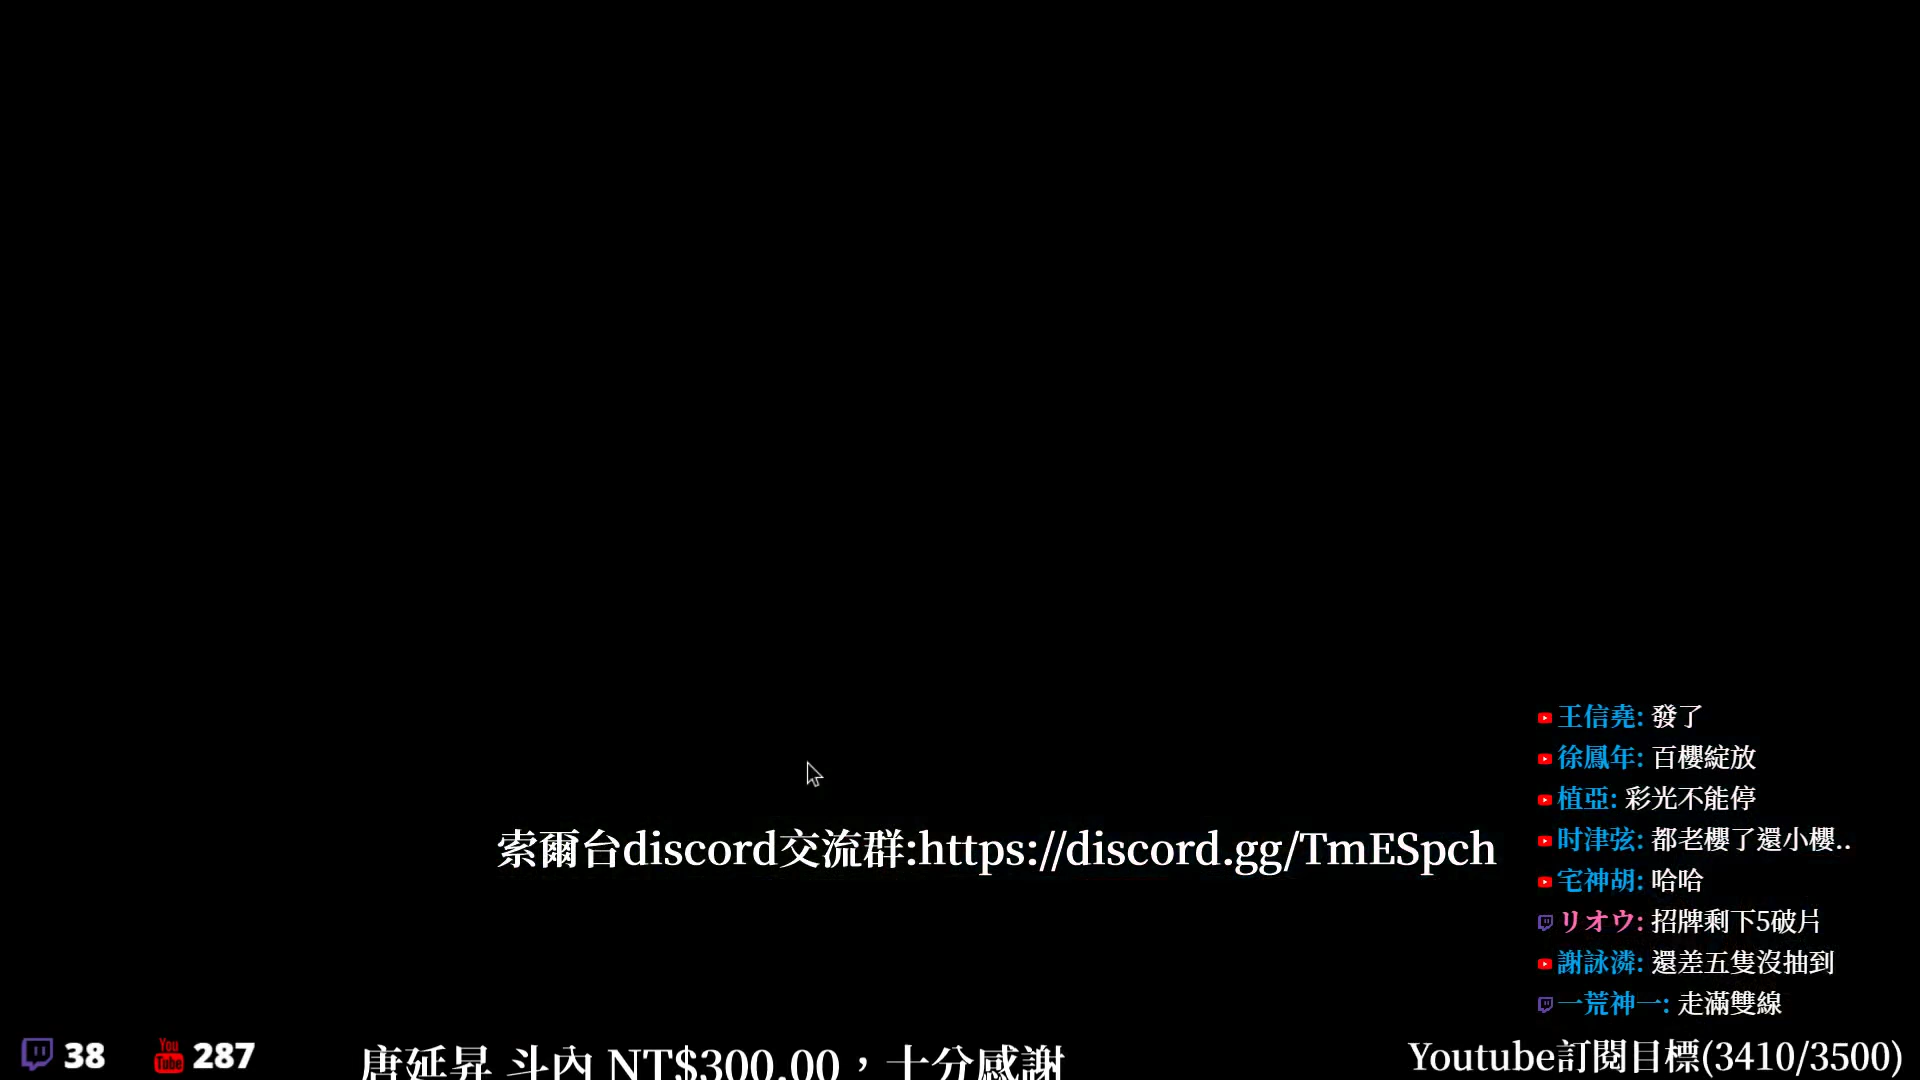 王信堯: 發了
徐鳳年: 百櫻綻放
植亞: 彩光不能停
时津弦: 都老櫻了還小櫻..
宅神胡: 哈哈
リオウ: 招牌剩下5破片
謝詠潾: 還差五隻沒抽到
一荒神一: 走滿雙線
索爾台discord交流群:https://discord.gg/TmESpch
38
You
Tube
287
唐延昇 斗內 NT$300.00，十分感謝
Youtube訂閱目標(3410/3500)